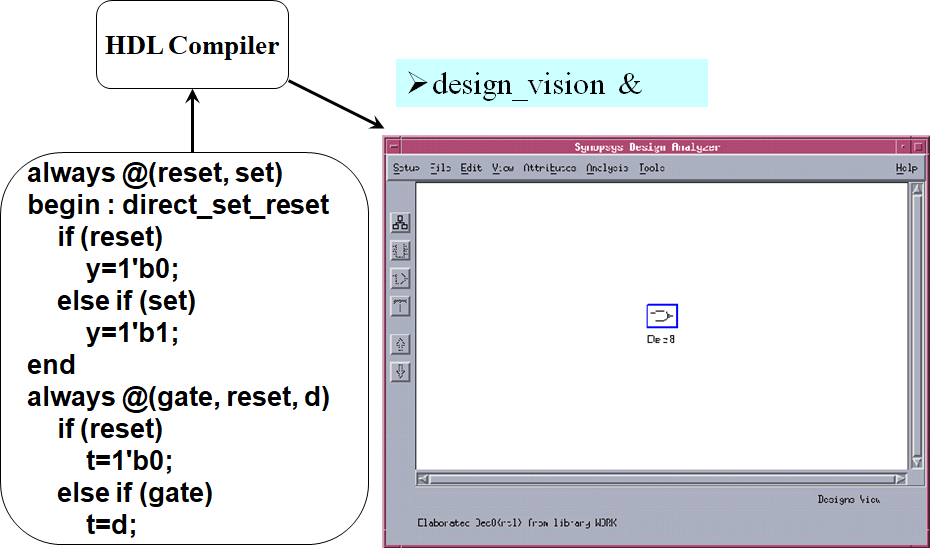 HDL Compiler
➢design_vision &
always @(reset, set)
begin : direct_set_reset
if (reset)
y=1'b0;
else if (set)
y=1'b1;
end
always @(gate, reset, d)
if (reset)
t=1'b0;
else if (gate)
t=d;
Synopsys Design Analyzer
Setup File Edit View Attributes Analysis Tools Help
Dec8
Designs View
Elaborated Dec8(rtl) from library WORK